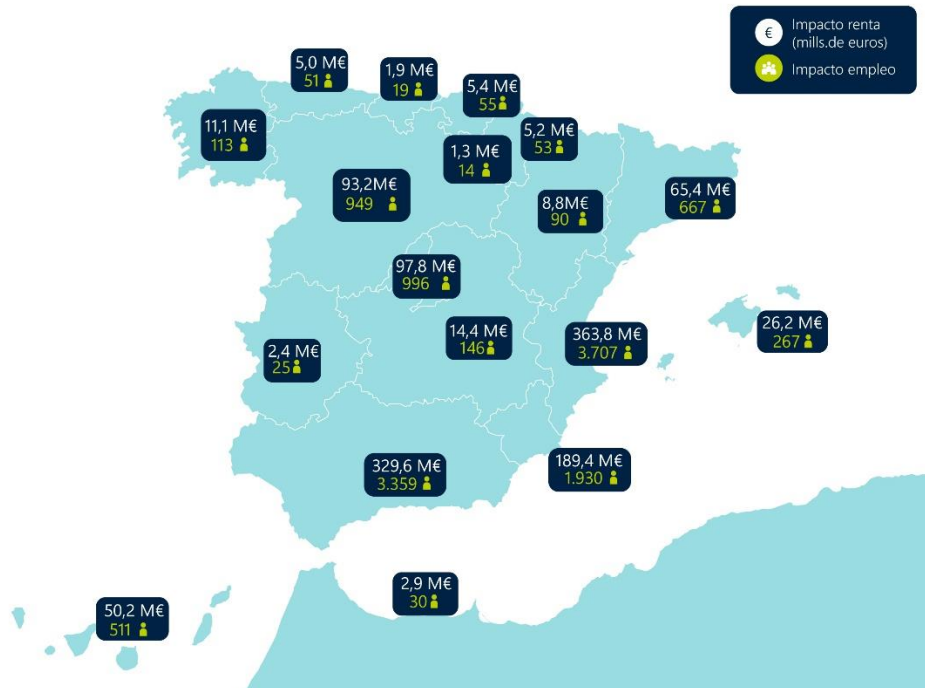 € Impacto renta
(mills.de euros)
Impacto empleo
5,0 M€
51
1,9 M€
19
5,4 M€
55
11,1 M€
113
5,2 M€
53
1,3 M€
14
93,2M€
949
8,8M€
90
65,4 M€
667
97,8 M€
996
14,4 M€
146
363,8 M€
3.707
26,2 M€
267
2,4 M€
25
329,6 M€
3.359
189,4 M€
1.930
2,9 M€
30
50,2 M€
511